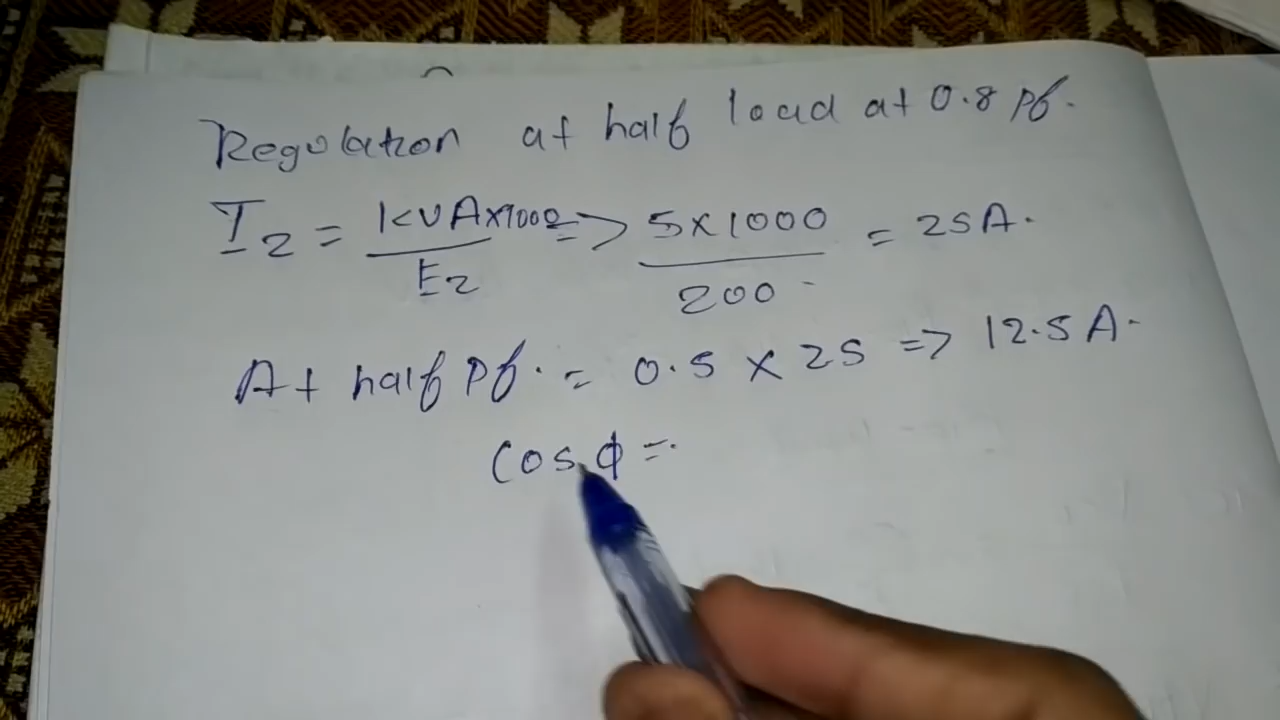 Regulation at half load at 0.8 pf.
I2 = KVA×1000 / E2 => 5×1000 / 200 = 25A.
At half pf. = 0.5 × 25 => 12.5 A.
Cos φ =